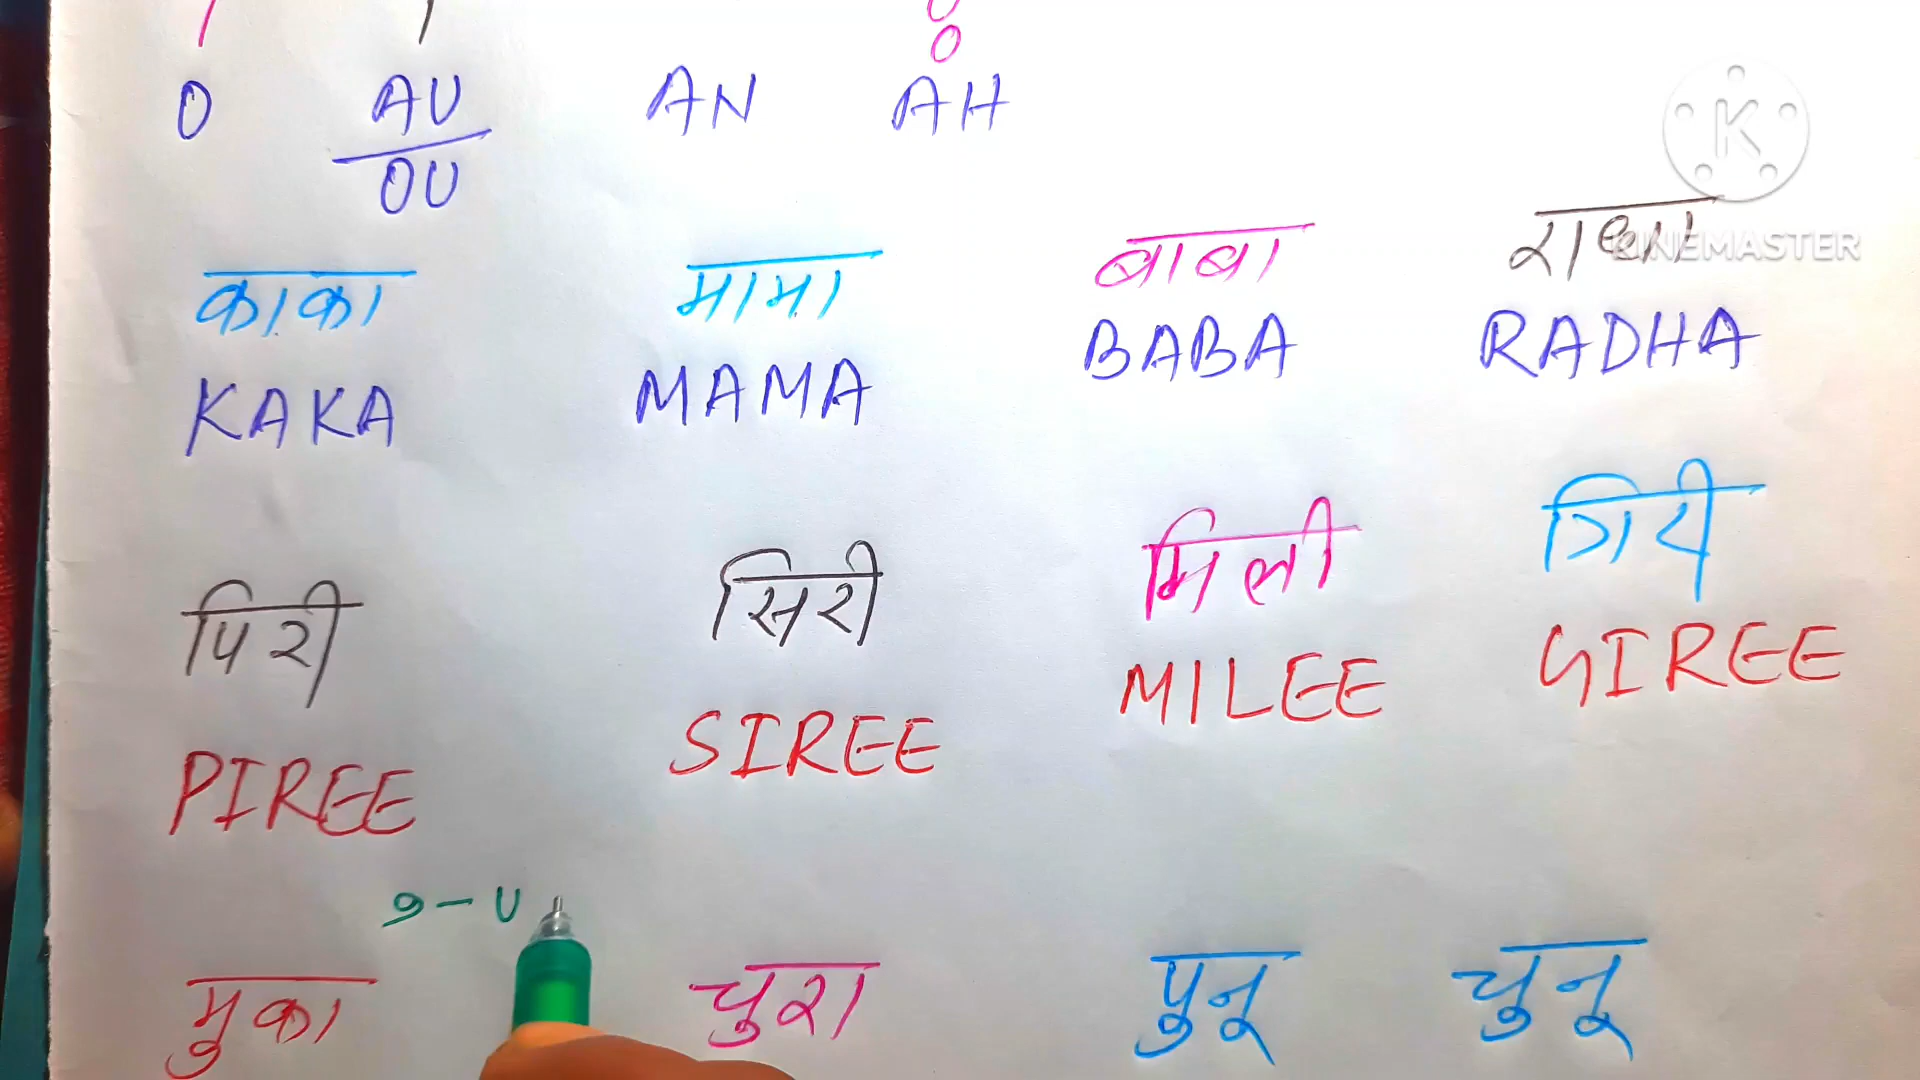 O AU AN AH
OU
काका मामा बाबा राधा
KAKA MAMA BABA RADHA
पिरी सिरी मिली गिरी
PIREE SIREE MILEE GIREE
ु - U
मुका चुरा पुनू चुनू
K
KINEMASTER